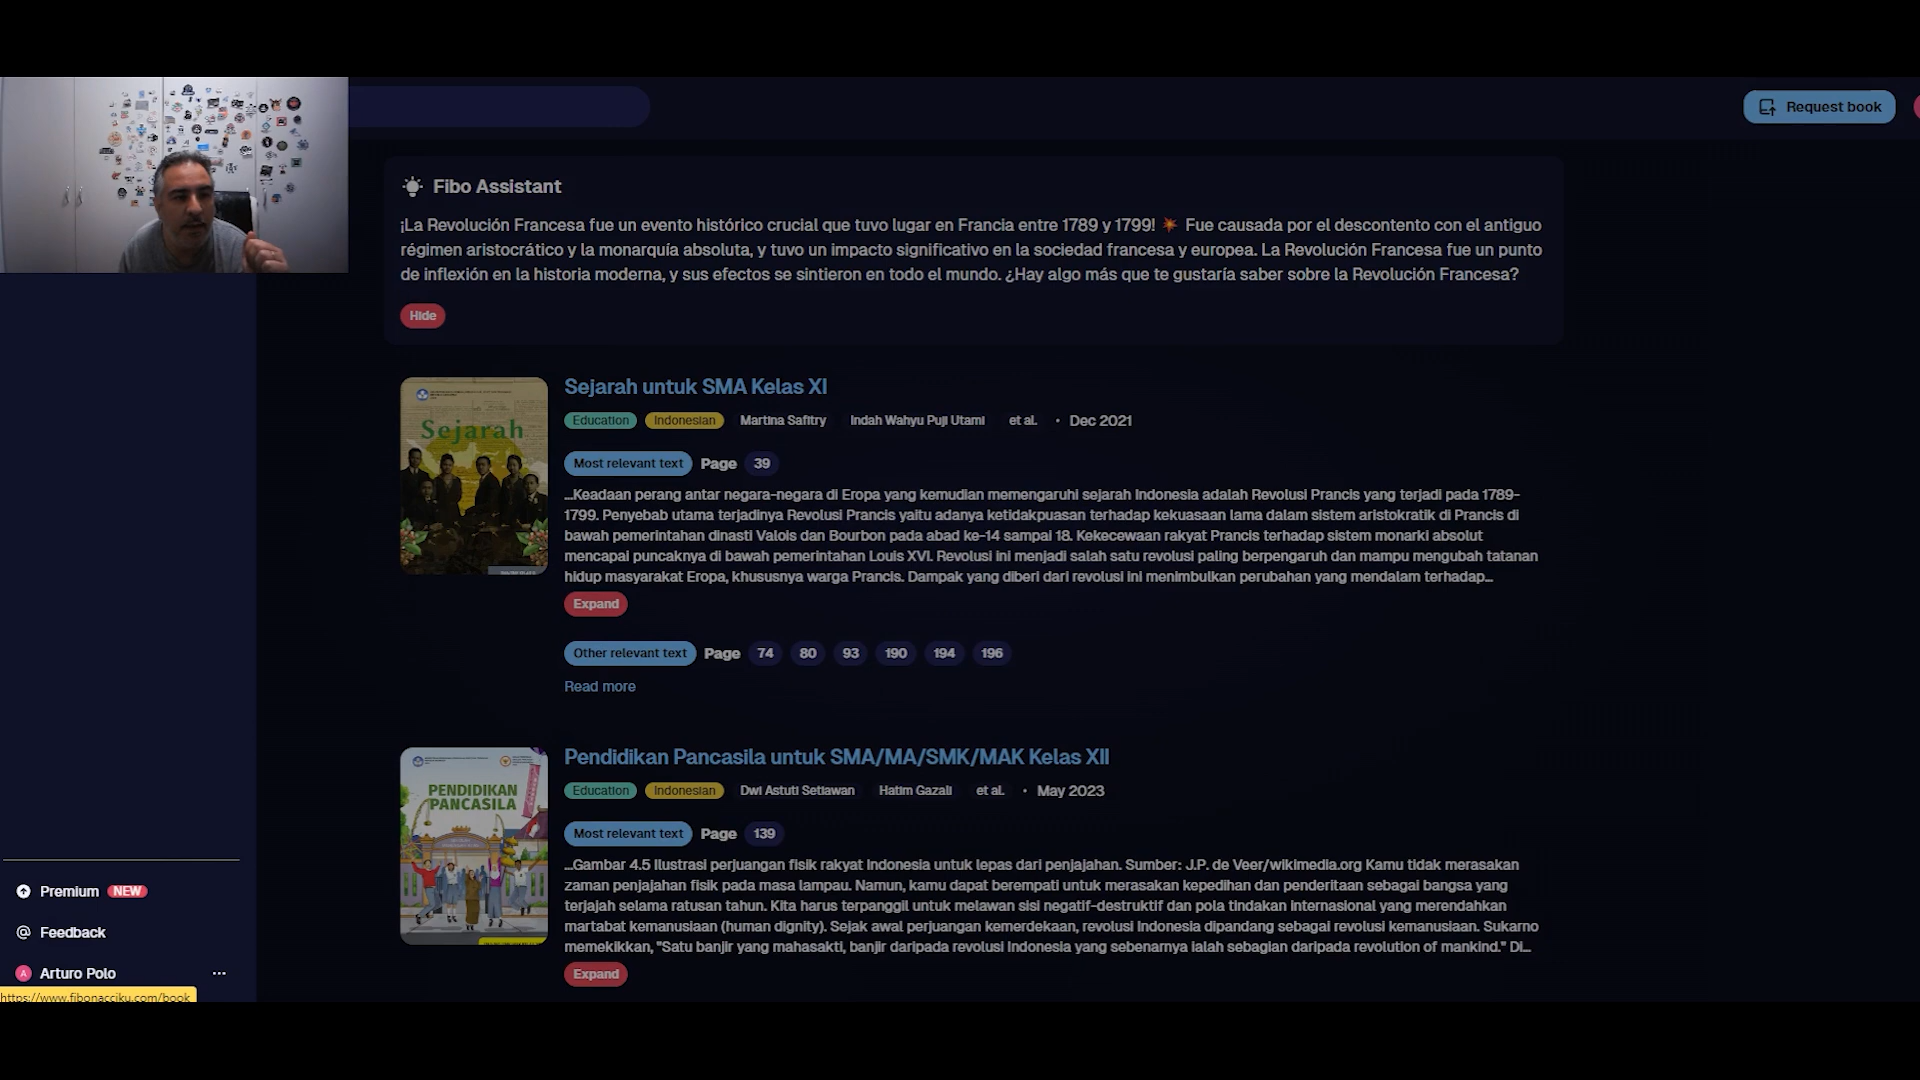 Request book
Fibo Assistant
¡La Revolución Francesa fue un evento histórico crucial que tuvo lugar en Francia entre 1789 y 1799! 💥 Fue causada por el descontento con el antiguo
régimen aristocrático y la monarquía absoluta, y tuvo un impacto significativo en la sociedad francesa y europea. La Revolución Francesa fue un punto
de inflexión en la historia moderna, y sus efectos se sintieron en todo el mundo. ¿Hay algo más que te gustaría saber sobre la Revolución Francesa?
Hide
Sejarah
Sejarah untuk SMA Kelas XI
Education Indonesian Martina Safitry Indah Wahyu Puji Utami et al. • Dec 2021
Most relevant text Page 39
...Keadaan perang antar negara-negara di Eropa yang kemudian memengaruhi sejarah Indonesia adalah Revolusi Prancis yang terjadi pada 1789-
1799. Penyebab utama terjadinya Revolusi Prancis yaitu adanya ketidakpuasan terhadap kekuasaan lama dalam sistem aristokratik di Prancis di
bawah pemerintahan dinasti Valois dan Bourbon pada abad ke-14 sampai 18. Kekecewaan rakyat Prancis terhadap sistem monarki absolut
mencapai puncaknya di bawah pemerintahan Louis XVI. Revolusi ini menjadi salah satu revolusi paling berpengaruh dan mampu mengubah tatanan
hidup masyarakat Eropa, khususnya warga Prancis. Dampak yang diberi dari revolusi ini menimbulkan perubahan yang mendalam terhadap...
Expand
Other relevant text Page 74 80 93 190 194 196
Read more
PENDIDIKAN
PANCASILA
Pendidikan Pancasila untuk SMA/MA/SMK/MAK Kelas XII
Education Indonesian Dwi Astuti Setiawan Hatim Gazali et al. • May 2023
Most relevant text Page 139
...Gambar 4.5 Ilustrasi perjuangan fisik rakyat Indonesia untuk lepas dari penjajahan. Sumber: J.P. de Veer/wikimedia.org Kamu tidak merasakan
zaman penjajahan fisik pada masa lampau. Namun, kamu dapat berempati untuk merasakan kepedihan dan penderitaan sebagai bangsa yang
terjajah selama ratusan tahun. Kita harus terpanggil untuk melawan sisi negatif-destruktif dan pola tindakan internasional yang merendahkan
martabat kemanusiaan (human dignity). Sejak awal perjuangan kemerdekaan, revolusi Indonesia dipandang sebagai revolusi kemanusiaan. Sukarno
memekikkan, "Satu banjir yang mahasakti, banjir daripada revolusi Indonesia yang sebenarnya ialah sebagian daripada revolution of mankind." Di...
Expand
Premium NEW
@ Feedback
A Arturo Polo ...
https://www.fibonacciku.com/book